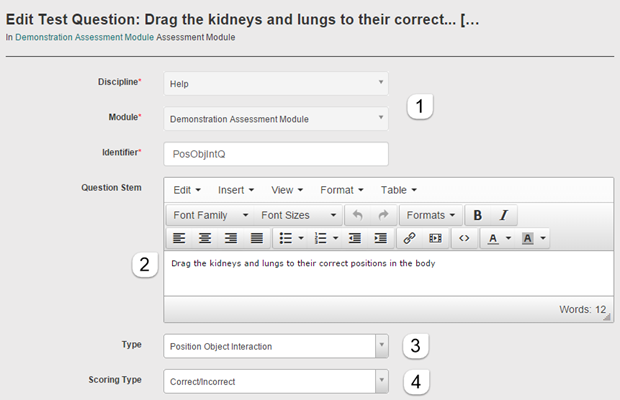 Edit Test Question: Drag the kidneys and lungs to their correct... [...
In Demonstration Assessment Module Assessment Module
Discipline* Help
1
Module* Demonstration Assessment Module
Identifier* PosObjIntQ
Question Stem Edit Insert View Format Table
Font Family Font Sizes Formats B I
A A
2 Drag the kidneys and lungs to their correct positions in the body
Words: 12
Type Position Object Interaction 3
Scoring Type Correct/Incorrect 4